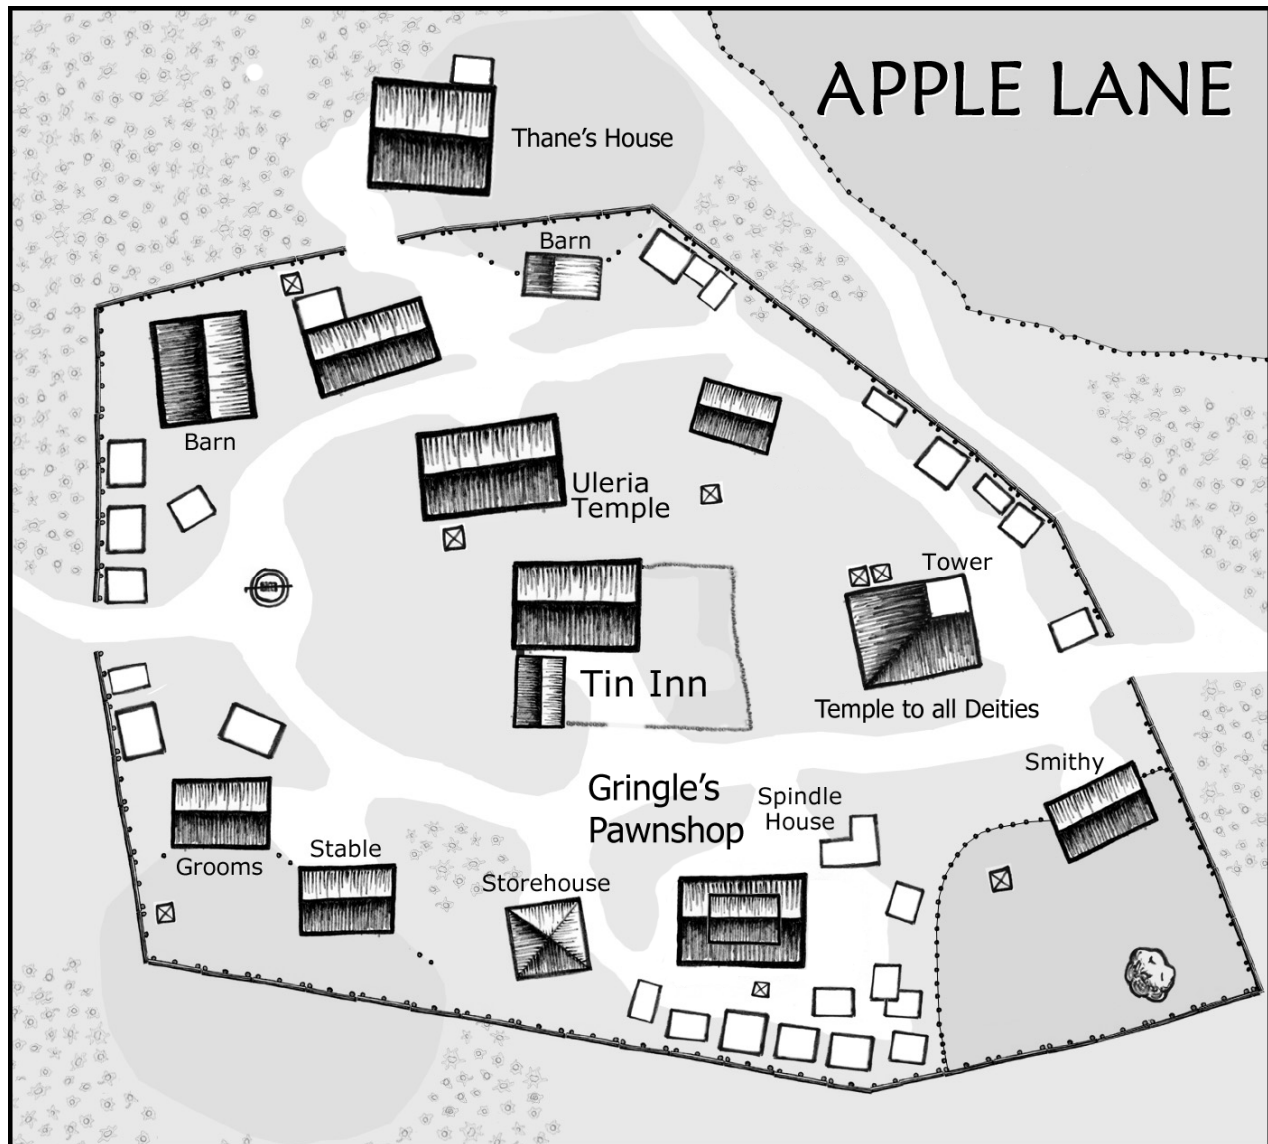 APPLE LANE
Thane's House
Barn
Barn
Uleria
Temple
Tower
Tin Inn
Temple to all Deities
Smithy
Gringle's
Pawnshop
Spindle
House
Grooms
Stable
Storehouse